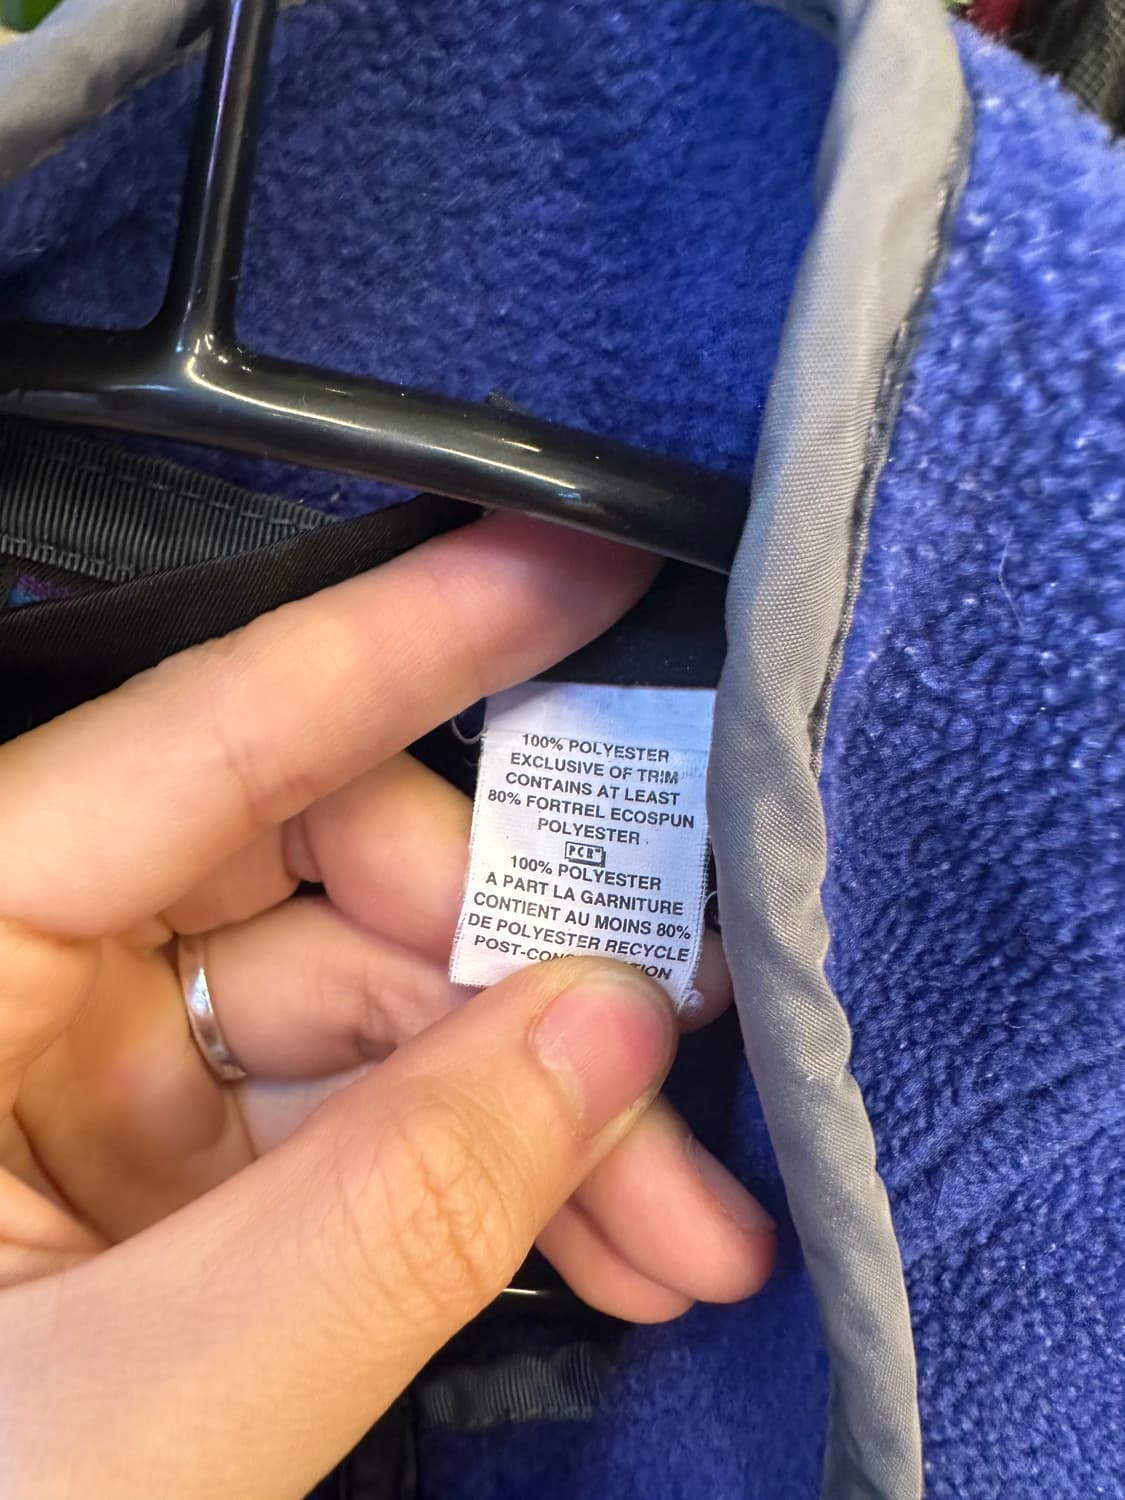 100% POLYESTER
EXCLUSIVE OF TRIM
CONTAINS AT LEAST
80% FORTREL ECOSPUN
POLYESTER
PCR™
100% POLYESTER
A PART LA GARNITURE
CONTIENT AU MOINS 80%
DE POLYESTER RECYCLE